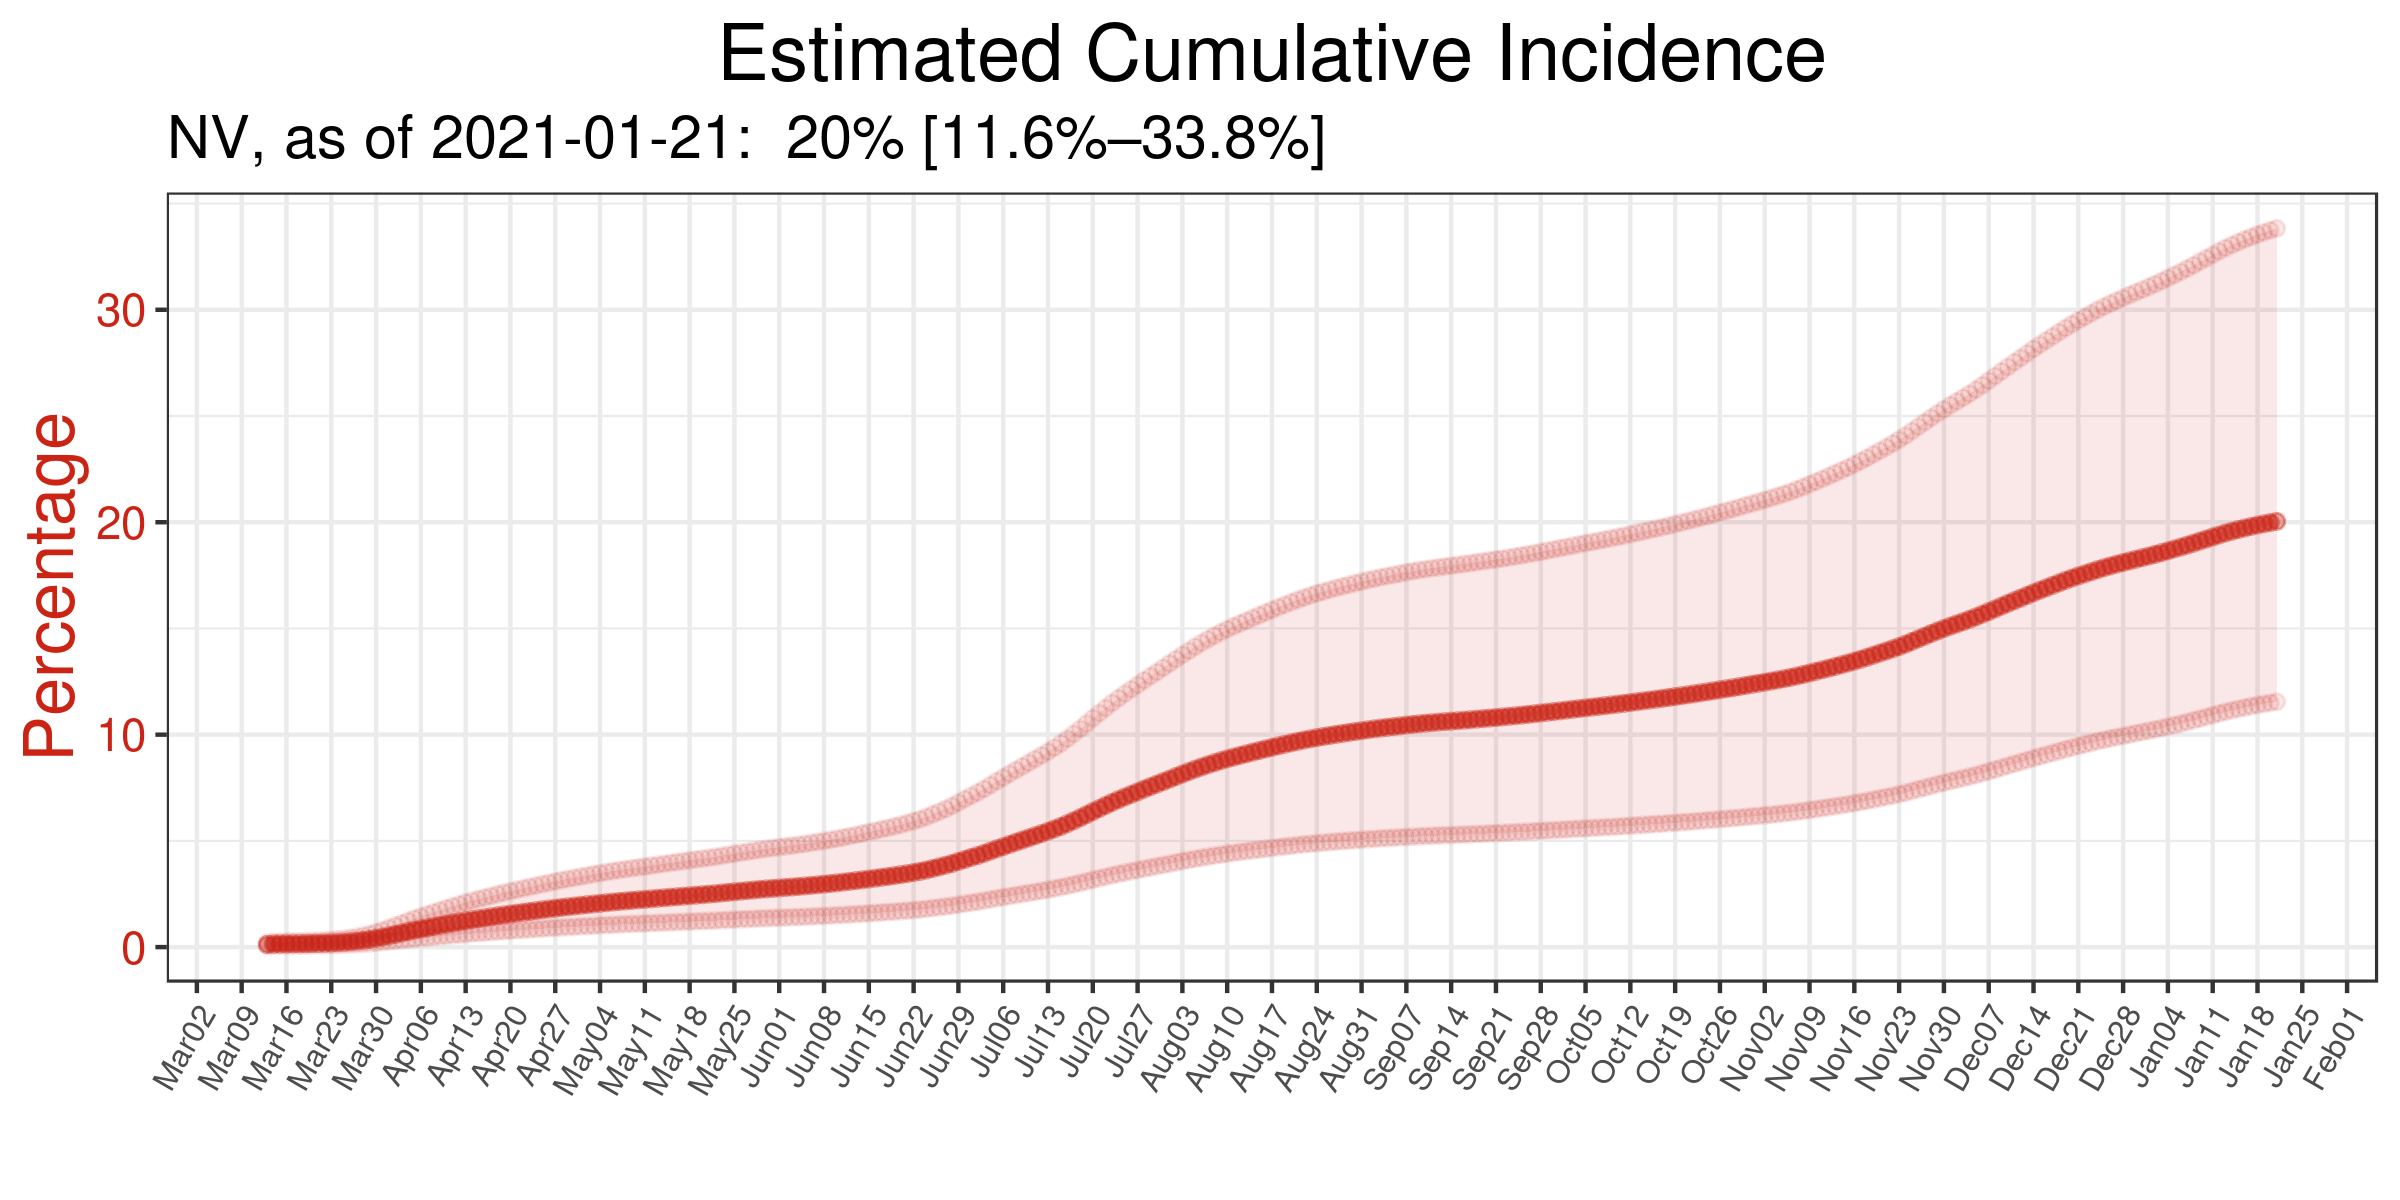 Estimated Cumulative Incidence
NV, as of 2021-01-21:  20% [11.6%–33.8%]
Percentage
30
20
10
0
Mar02
Mar09
Mar16
Mar23
Mar30
Apr06
Apr13
Apr20
Apr27
May04
May11
May18
May25
Jun01
Jun08
Jun15
Jun22
Jun29
Jul06
Jul13
Jul20
Jul27
Aug03
Aug10
Aug17
Aug24
Aug31
Sep07
Sep14
Sep21
Sep28
Oct05
Oct12
Oct19
Oct26
Nov02
Nov09
Nov16
Nov23
Nov30
Dec07
Dec14
Dec21
Dec28
Jan04
Jan11
Jan18
Jan25
Feb01